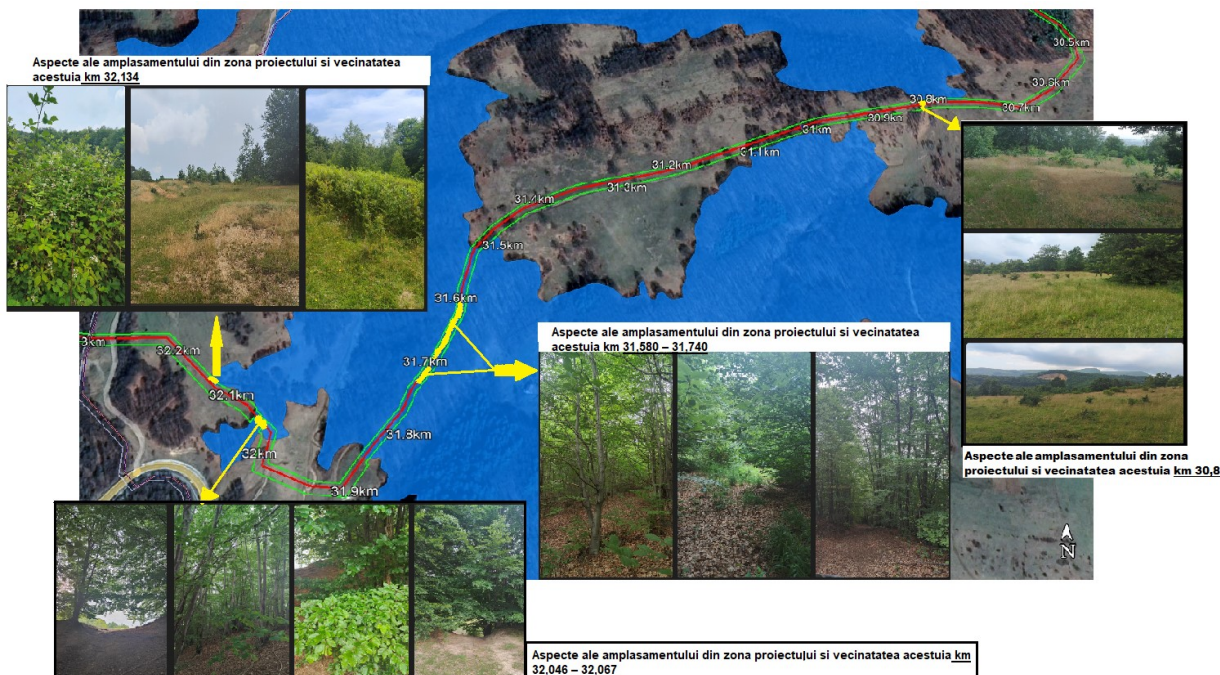 Aspecte ale amplasamentului din zona proiectului si vecinatatea
acestuia km 32,134
30.5km
30.6km
30.7km
30.8km
30.9km
31km
31.1km
31.2km
31.3km
31.4km
31.5km
31.6km
31.7km
31.8km
31.9km
32km
32.1km
32.2km
3km
Aspecte ale amplasamentului din zona proiectului si vecinatatea
acestuia km 31,580 – 31,740
Aspecte ale amplasamentului din zona
proiectului si vecinatatea acestuia km 30,8
N
Aspecte ale amplasamentului din zona proiectului si vecinatatea acestuia km
32,046 – 32,067